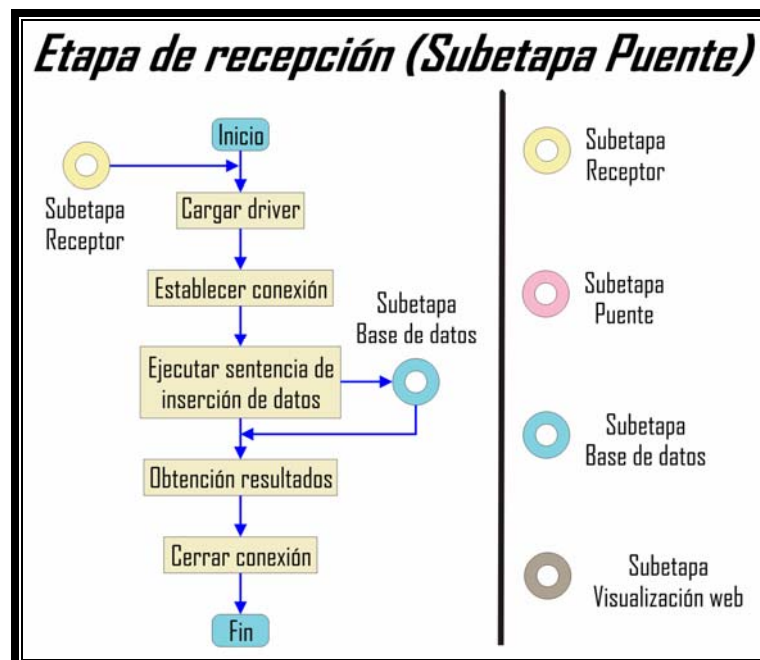 Etapa de recepción (Subetapa Puente)
Inicio
Subetapa
Receptor
Cargar driver
Establecer conexión
Subetapa
Base de datos
Ejecutar sentencia de
inserción de datos
Obtención resultados
Cerrar conexión
Fin
Subetapa
Receptor
Subetapa
Puente
Subetapa
Base de datos
Subetapa
Visualización web